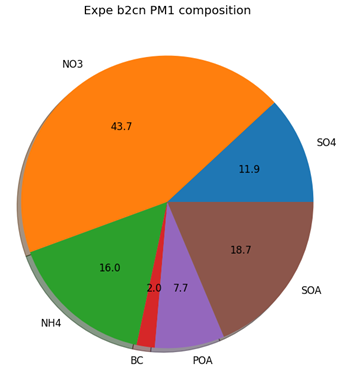 Expe b2cn PM1 composition
NO3
43.7
SO4
11.9
18.7
16.0
2.0
7.7
SOA
NH4
BC
POA